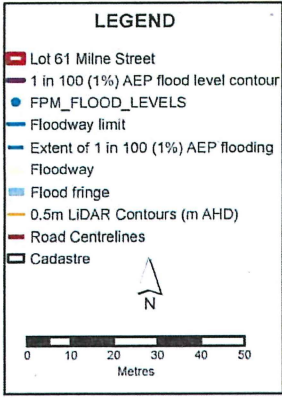 LEGEND
Lot 61 Milne Street
1 in 100 (1%) AEP flood level contour
FPM_FLOOD_LEVELS
Floodway limit
Extent of 1 in 100 (1%) AEP flooding
Floodway
Flood fringe
0.5m LiDAR Contours (m AHD)
Road Centrelines
Cadastre
N
0 10 20 30 40 50
Metres